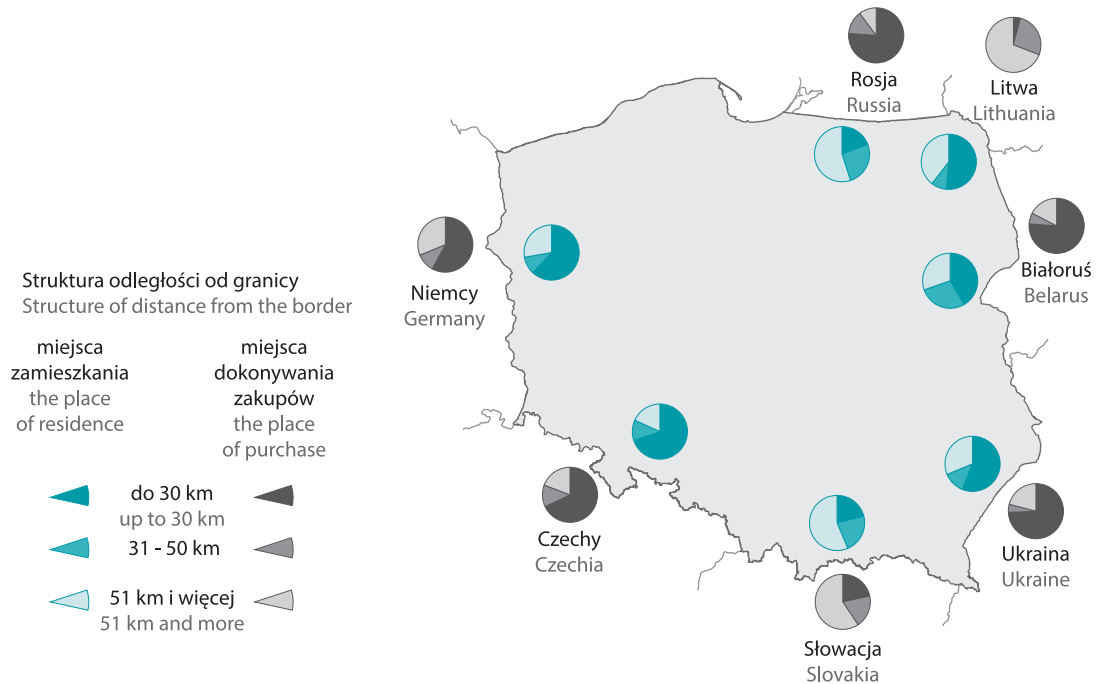 Rosja
Russia
Litwa
Lithuania
Białoruś
Belarus
Niemcy
Germany
Struktura odległości od granicy
Structure of distance from the border
miejsca
zamieszkania
the place
of residence
miejsca
dokonywania
zakupów
the place
of purchase
do 30 km
up to 30 km
31 - 50 km
51 km i więcej
51 km and more
Czechy
Czechia
Ukraina
Ukraine
Słowacja
Slovakia